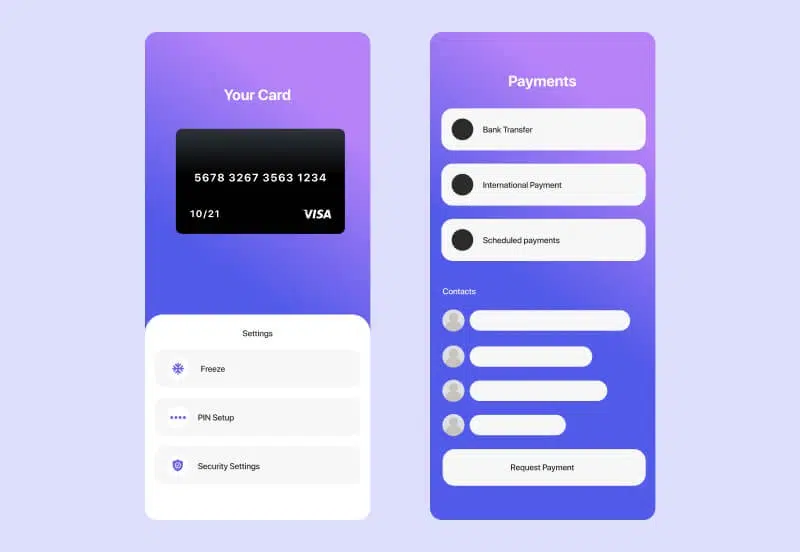 Your Card
5678 3267 3563 1234
10/21
VISA
Settings
Freeze
PIN Setup
Security Settings
Payments
Bank Transfer
International Payment
Scheduled payments
Contacts
Request Payment